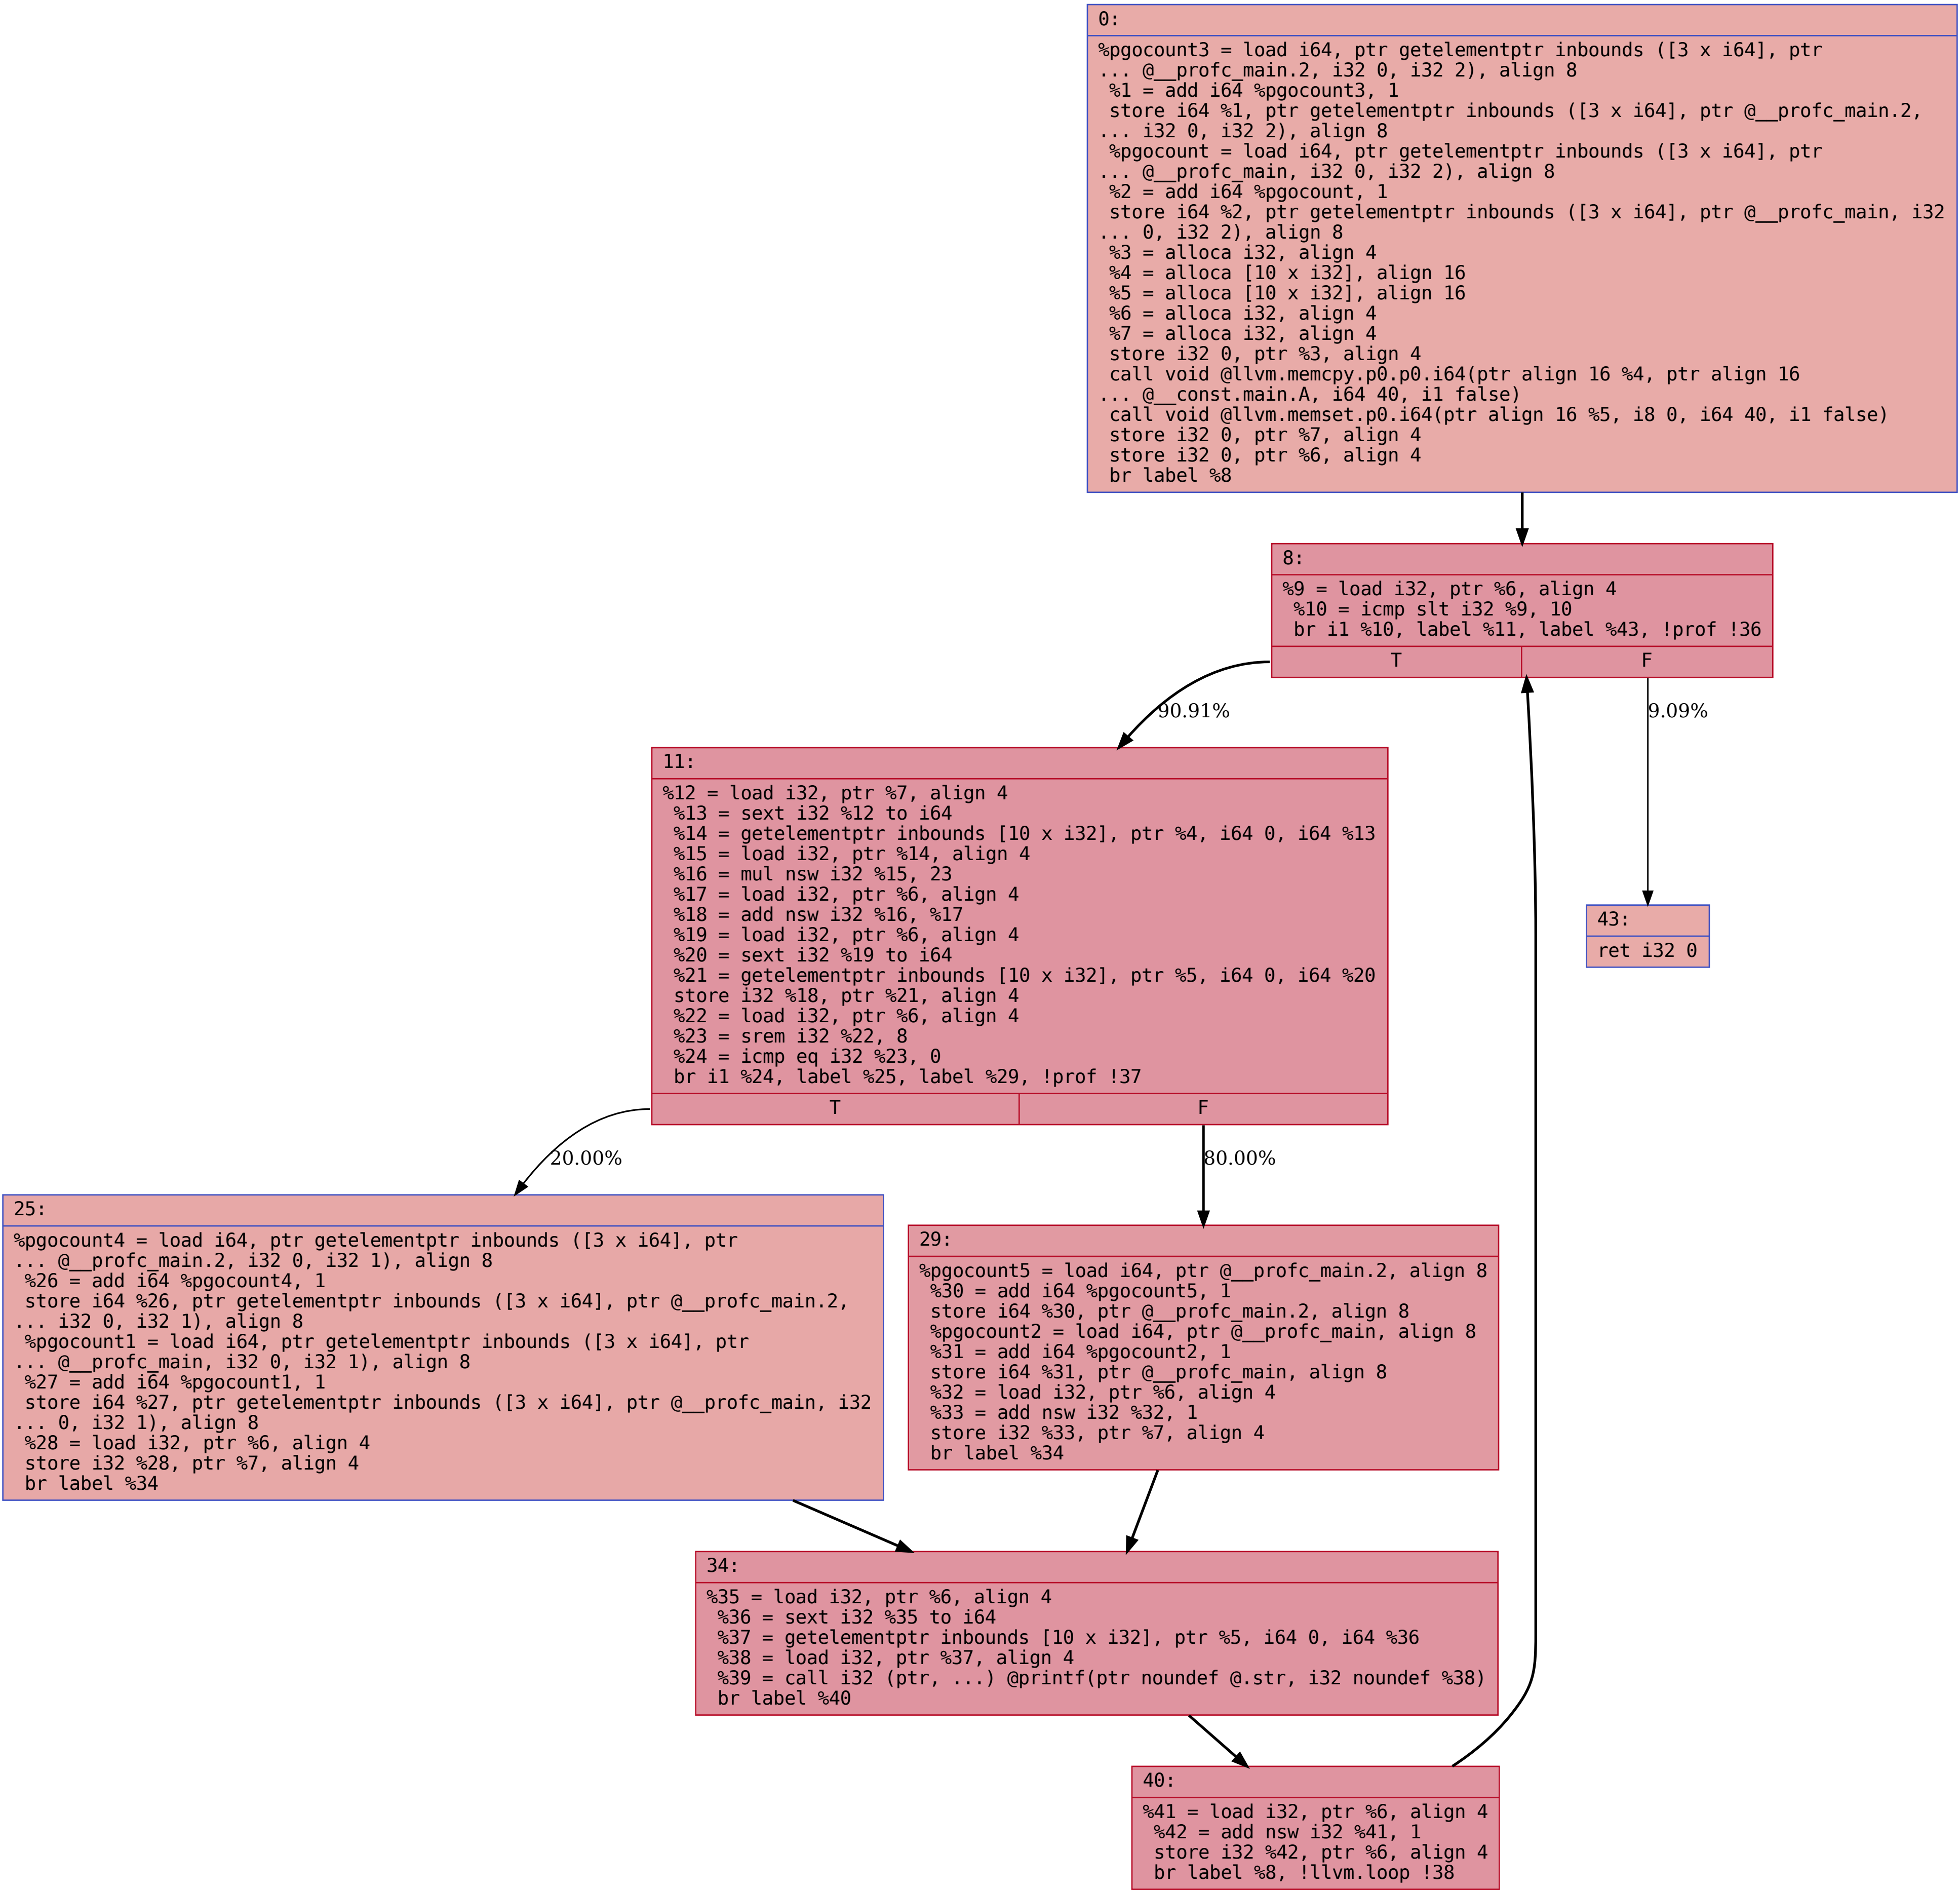 0:
%pgocount3 = load i64, ptr getelementptr inbounds ([3 x i64], ptr
... @__profc_main.2, i32 0, i32 2), align 8
%1 = add i64 %pgocount3, 1
store i64 %1, ptr getelementptr inbounds ([3 x i64], ptr @__profc_main.2,
... i32 0, i32 2), align 8
%pgocount = load i64, ptr getelementptr inbounds ([3 x i64], ptr
... @__profc_main, i32 0, i32 2), align 8
%2 = add i64 %pgocount, 1
store i64 %2, ptr getelementptr inbounds ([3 x i64], ptr @__profc_main, i32
... 0, i32 2), align 8
%3 = alloca i32, align 4
%4 = alloca [10 x i32], align 16
%5 = alloca [10 x i32], align 16
%6 = alloca i32, align 4
%7 = alloca i32, align 4
store i32 0, ptr %3, align 4
call void @llvm.memcpy.p0.p0.i64(ptr align 16 %4, ptr align 16
... @__const.main.A, i64 40, i1 false)
call void @llvm.memset.p0.i64(ptr align 16 %5, i8 0, i64 40, i1 false)
store i32 0, ptr %7, align 4
store i32 0, ptr %6, align 4
br label %8
8:
%9 = load i32, ptr %6, align 4
%10 = icmp slt i32 %9, 10
br i1 %10, label %11, label %43, !prof !36
T F
90.91% 9.09%
11:
%12 = load i32, ptr %7, align 4
%13 = sext i32 %12 to i64
%14 = getelementptr inbounds [10 x i32], ptr %4, i64 0, i64 %13
%15 = load i32, ptr %14, align 4
%16 = mul nsw i32 %15, 23
%17 = load i32, ptr %6, align 4
%18 = add nsw i32 %16, %17
%19 = load i32, ptr %6, align 4
%20 = sext i32 %19 to i64
%21 = getelementptr inbounds [10 x i32], ptr %5, i64 0, i64 %20
store i32 %18, ptr %21, align 4
%22 = load i32, ptr %6, align 4
%23 = srem i32 %22, 8
%24 = icmp eq i32 %23, 0
br i1 %24, label %25, label %29, !prof !37
T F
43:
ret i32 0
20.00% 80.00%
25:
%pgocount4 = load i64, ptr getelementptr inbounds ([3 x i64], ptr
... @__profc_main.2, i32 0, i32 1), align 8
%26 = add i64 %pgocount4, 1
store i64 %26, ptr getelementptr inbounds ([3 x i64], ptr @__profc_main.2,
... i32 0, i32 1), align 8
%pgocount1 = load i64, ptr getelementptr inbounds ([3 x i64], ptr
... @__profc_main, i32 0, i32 1), align 8
%27 = add i64 %pgocount1, 1
store i64 %27, ptr getelementptr inbounds ([3 x i64], ptr @__profc_main, i32
... 0, i32 1), align 8
%28 = load i32, ptr %6, align 4
store i32 %28, ptr %7, align 4
br label %34
29:
%pgocount5 = load i64, ptr @__profc_main.2, align 8
%30 = add i64 %pgocount5, 1
store i64 %30, ptr @__profc_main.2, align 8
%pgocount2 = load i64, ptr @__profc_main, align 8
%31 = add i64 %pgocount2, 1
store i64 %31, ptr @__profc_main, align 8
%32 = load i32, ptr %6, align 4
%33 = add nsw i32 %32, 1
store i32 %33, ptr %7, align 4
br label %34
34:
%35 = load i32, ptr %6, align 4
%36 = sext i32 %35 to i64
%37 = getelementptr inbounds [10 x i32], ptr %5, i64 0, i64 %36
%38 = load i32, ptr %37, align 4
%39 = call i32 (ptr, ...) @printf(ptr noundef @.str, i32 noundef %38)
br label %40
40:
%41 = load i32, ptr %6, align 4
%42 = add nsw i32 %41, 1
store i32 %42, ptr %6, align 4
br label %8, !llvm.loop !38